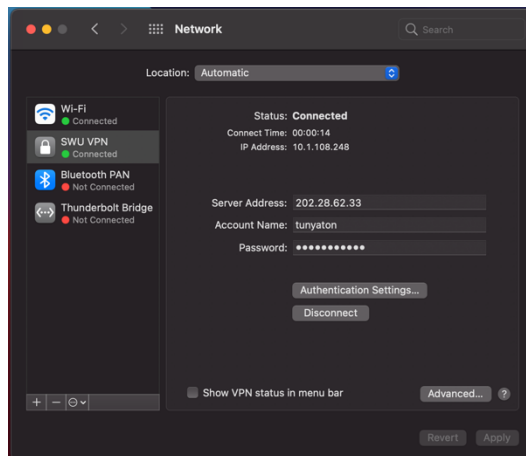 Network
Search
Location: Automatic
Wi-Fi
Connected
SWU VPN
Connected
Bluetooth PAN
Not Connected
Thunderbolt Bridge
Not Connected
Status: Connected
Connect Time: 00:00:14
IP Address: 10.1.108.248
Server Address: 202.28.62.33
Account Name: tunyaton
Password: •••••••••••
Authentication Settings...
Disconnect
Show VPN status in menu bar
Advanced... ?
Revert Apply